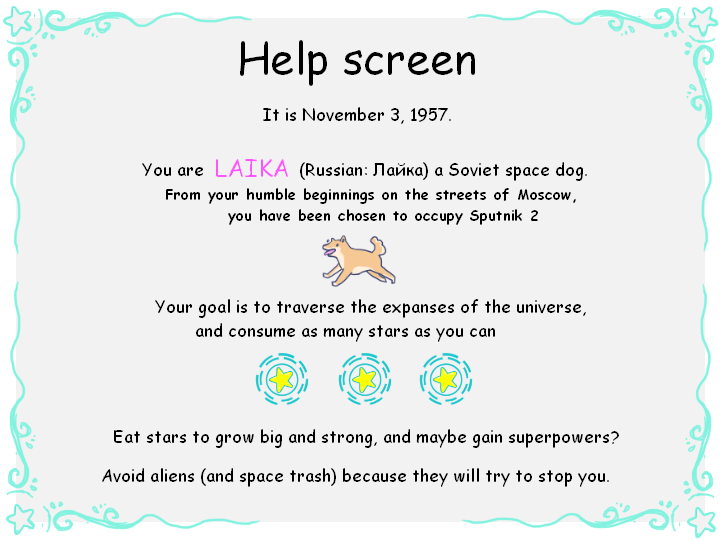 Help screen
It is November 3, 1957.
You are LAIKA (Russian: Лайка) a Soviet space dog.
From your humble beginnings on the streets of Moscow,
you have been chosen to occupy Sputnik 2
Your goal is to traverse the expanses of the universe,
and consume as many stars as you can
Eat stars to grow big and strong, and maybe gain superpowers?
Avoid aliens (and space trash) because they will try to stop you.